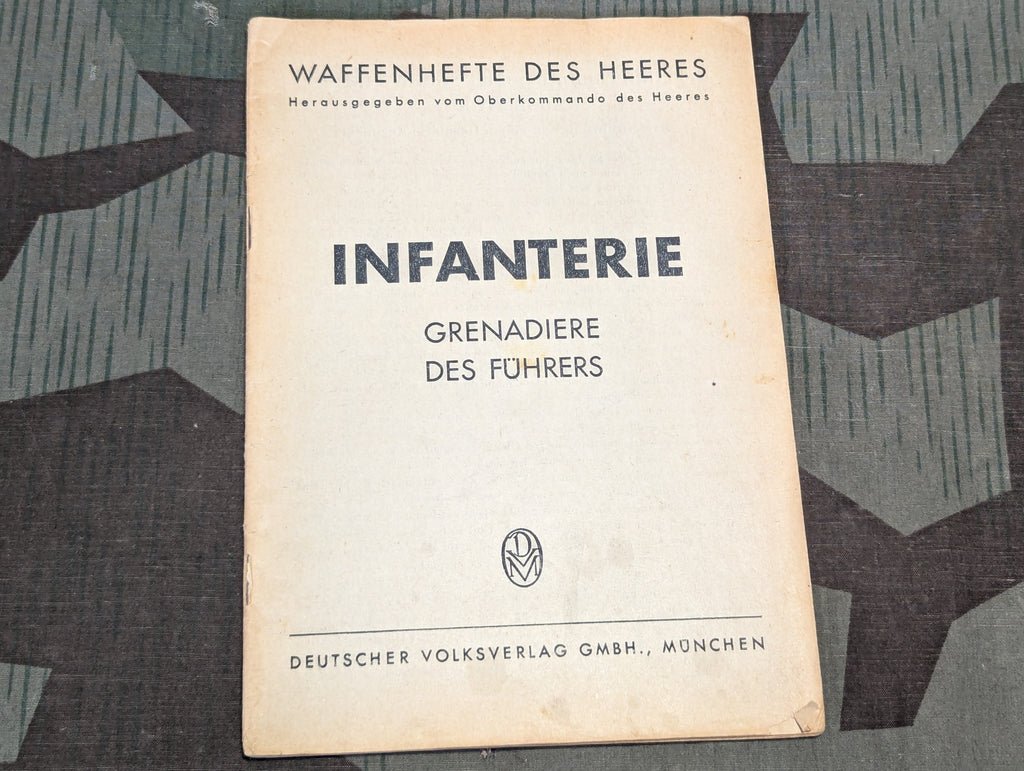 WAFFENHEFTE DES HEERES
Herausgegeben vom Oberkommando des Heeres
INFANTERIE
GRENADIERE
DES FÜHRERS
DVM
DEUTSCHER VOLKSVERLAG GMBH., MÜNCHEN